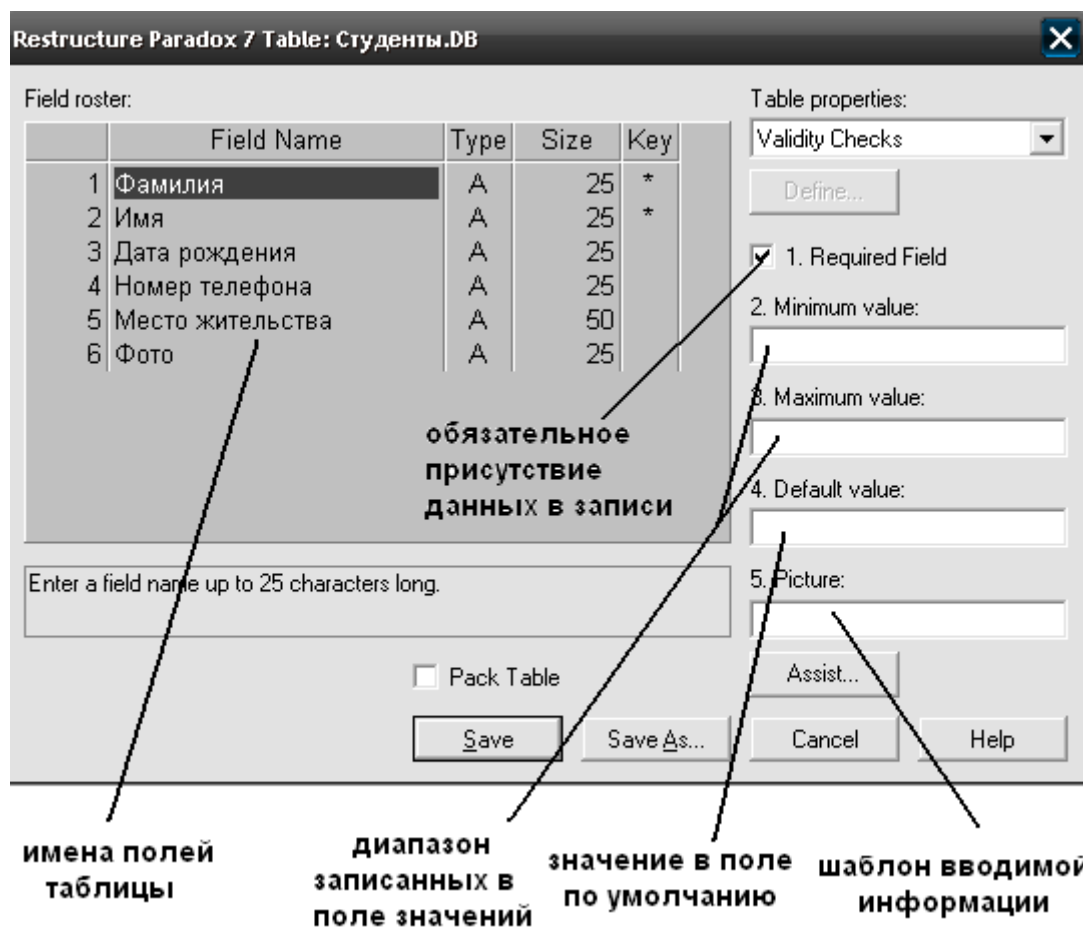 Restructure Paradox 7 Table: Студенты.DB
Field roster:
Field Name Type Size Key
1 Фамилия A 25 *
2 Имя A 25 *
3 Дата рождения A 25
4 Номер телефона A 25
5 Место жительства A 50
6 Фото A 25
Enter a field name up to 25 characters long.
Pack Table
Save
Save As...
Table properties:
Validity Checks
Define...
1. Required Field
2. Minimum value:
3. Maximum value:
4. Default value:
5. Picture:
Assist...
Cancel
Help
обязательное
присутствие
данных в записи
имена полей
таблицы
диапазон
записанных в
поле значений
значение в поле
по умолчанию
шаблон вводимой
информации